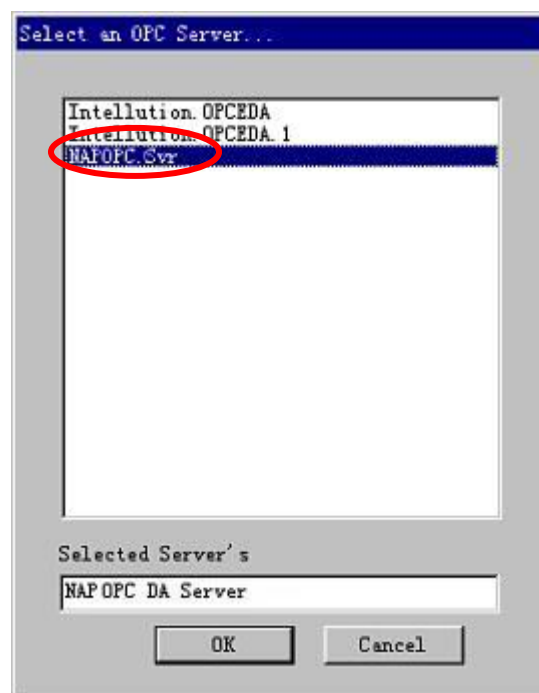 Select an OPC Server...
Intellution.OPCEDA
Intellution.OPCEDA.1
NAPOPC.Svr
Selected Server's
NAPOPC DA Server
OK
Cancel